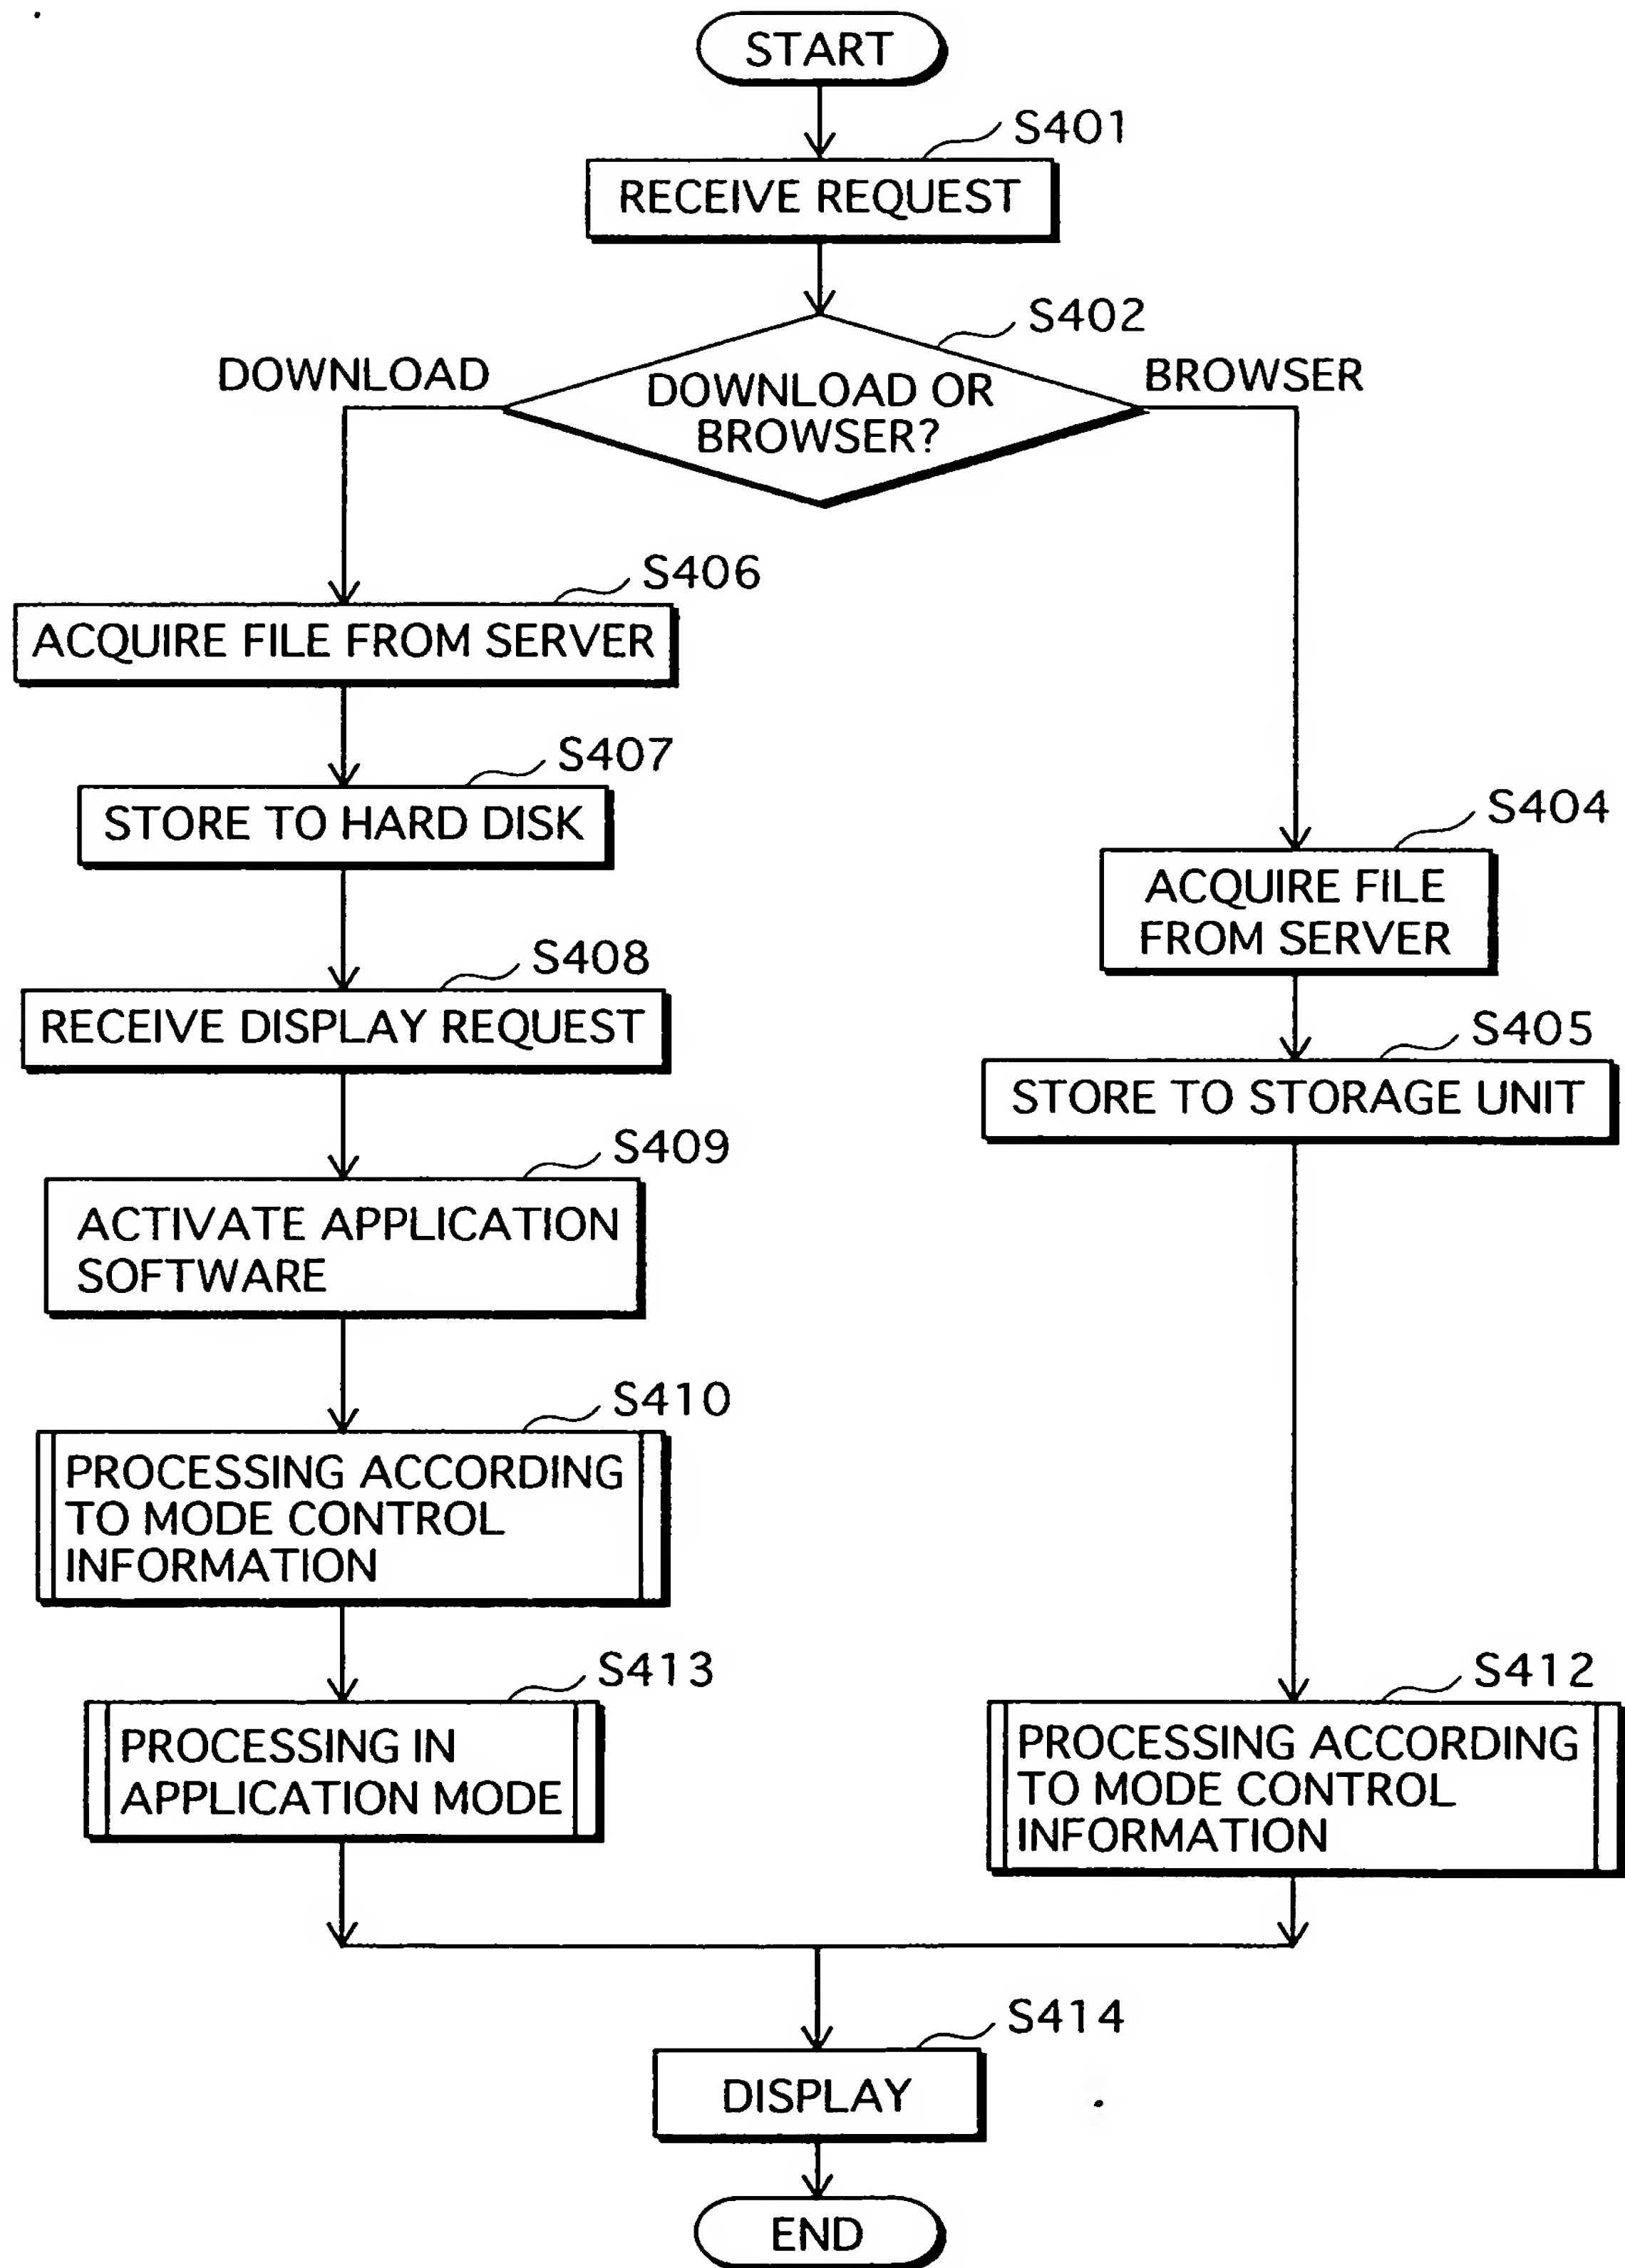 START
S401
RECEIVE REQUEST
S402
DOWNLOAD
DOWNLOAD OR
BROWSER?
BROWSER
S406
ACQUIRE FILE FROM SERVER
S407
STORE TO HARD DISK
S408
RECEIVE DISPLAY REQUEST
S409
ACTIVATE APPLICATION
SOFTWARE
S410
PROCESSING ACCORDING
TO MODE CONTROL
INFORMATION
S413
PROCESSING IN
APPLICATION MODE
S404
ACQUIRE FILE
FROM SERVER
S405
STORE TO STORAGE UNIT
S412
PROCESSING ACCORDING
TO MODE CONTROL
INFORMATION
S414
DISPLAY
END